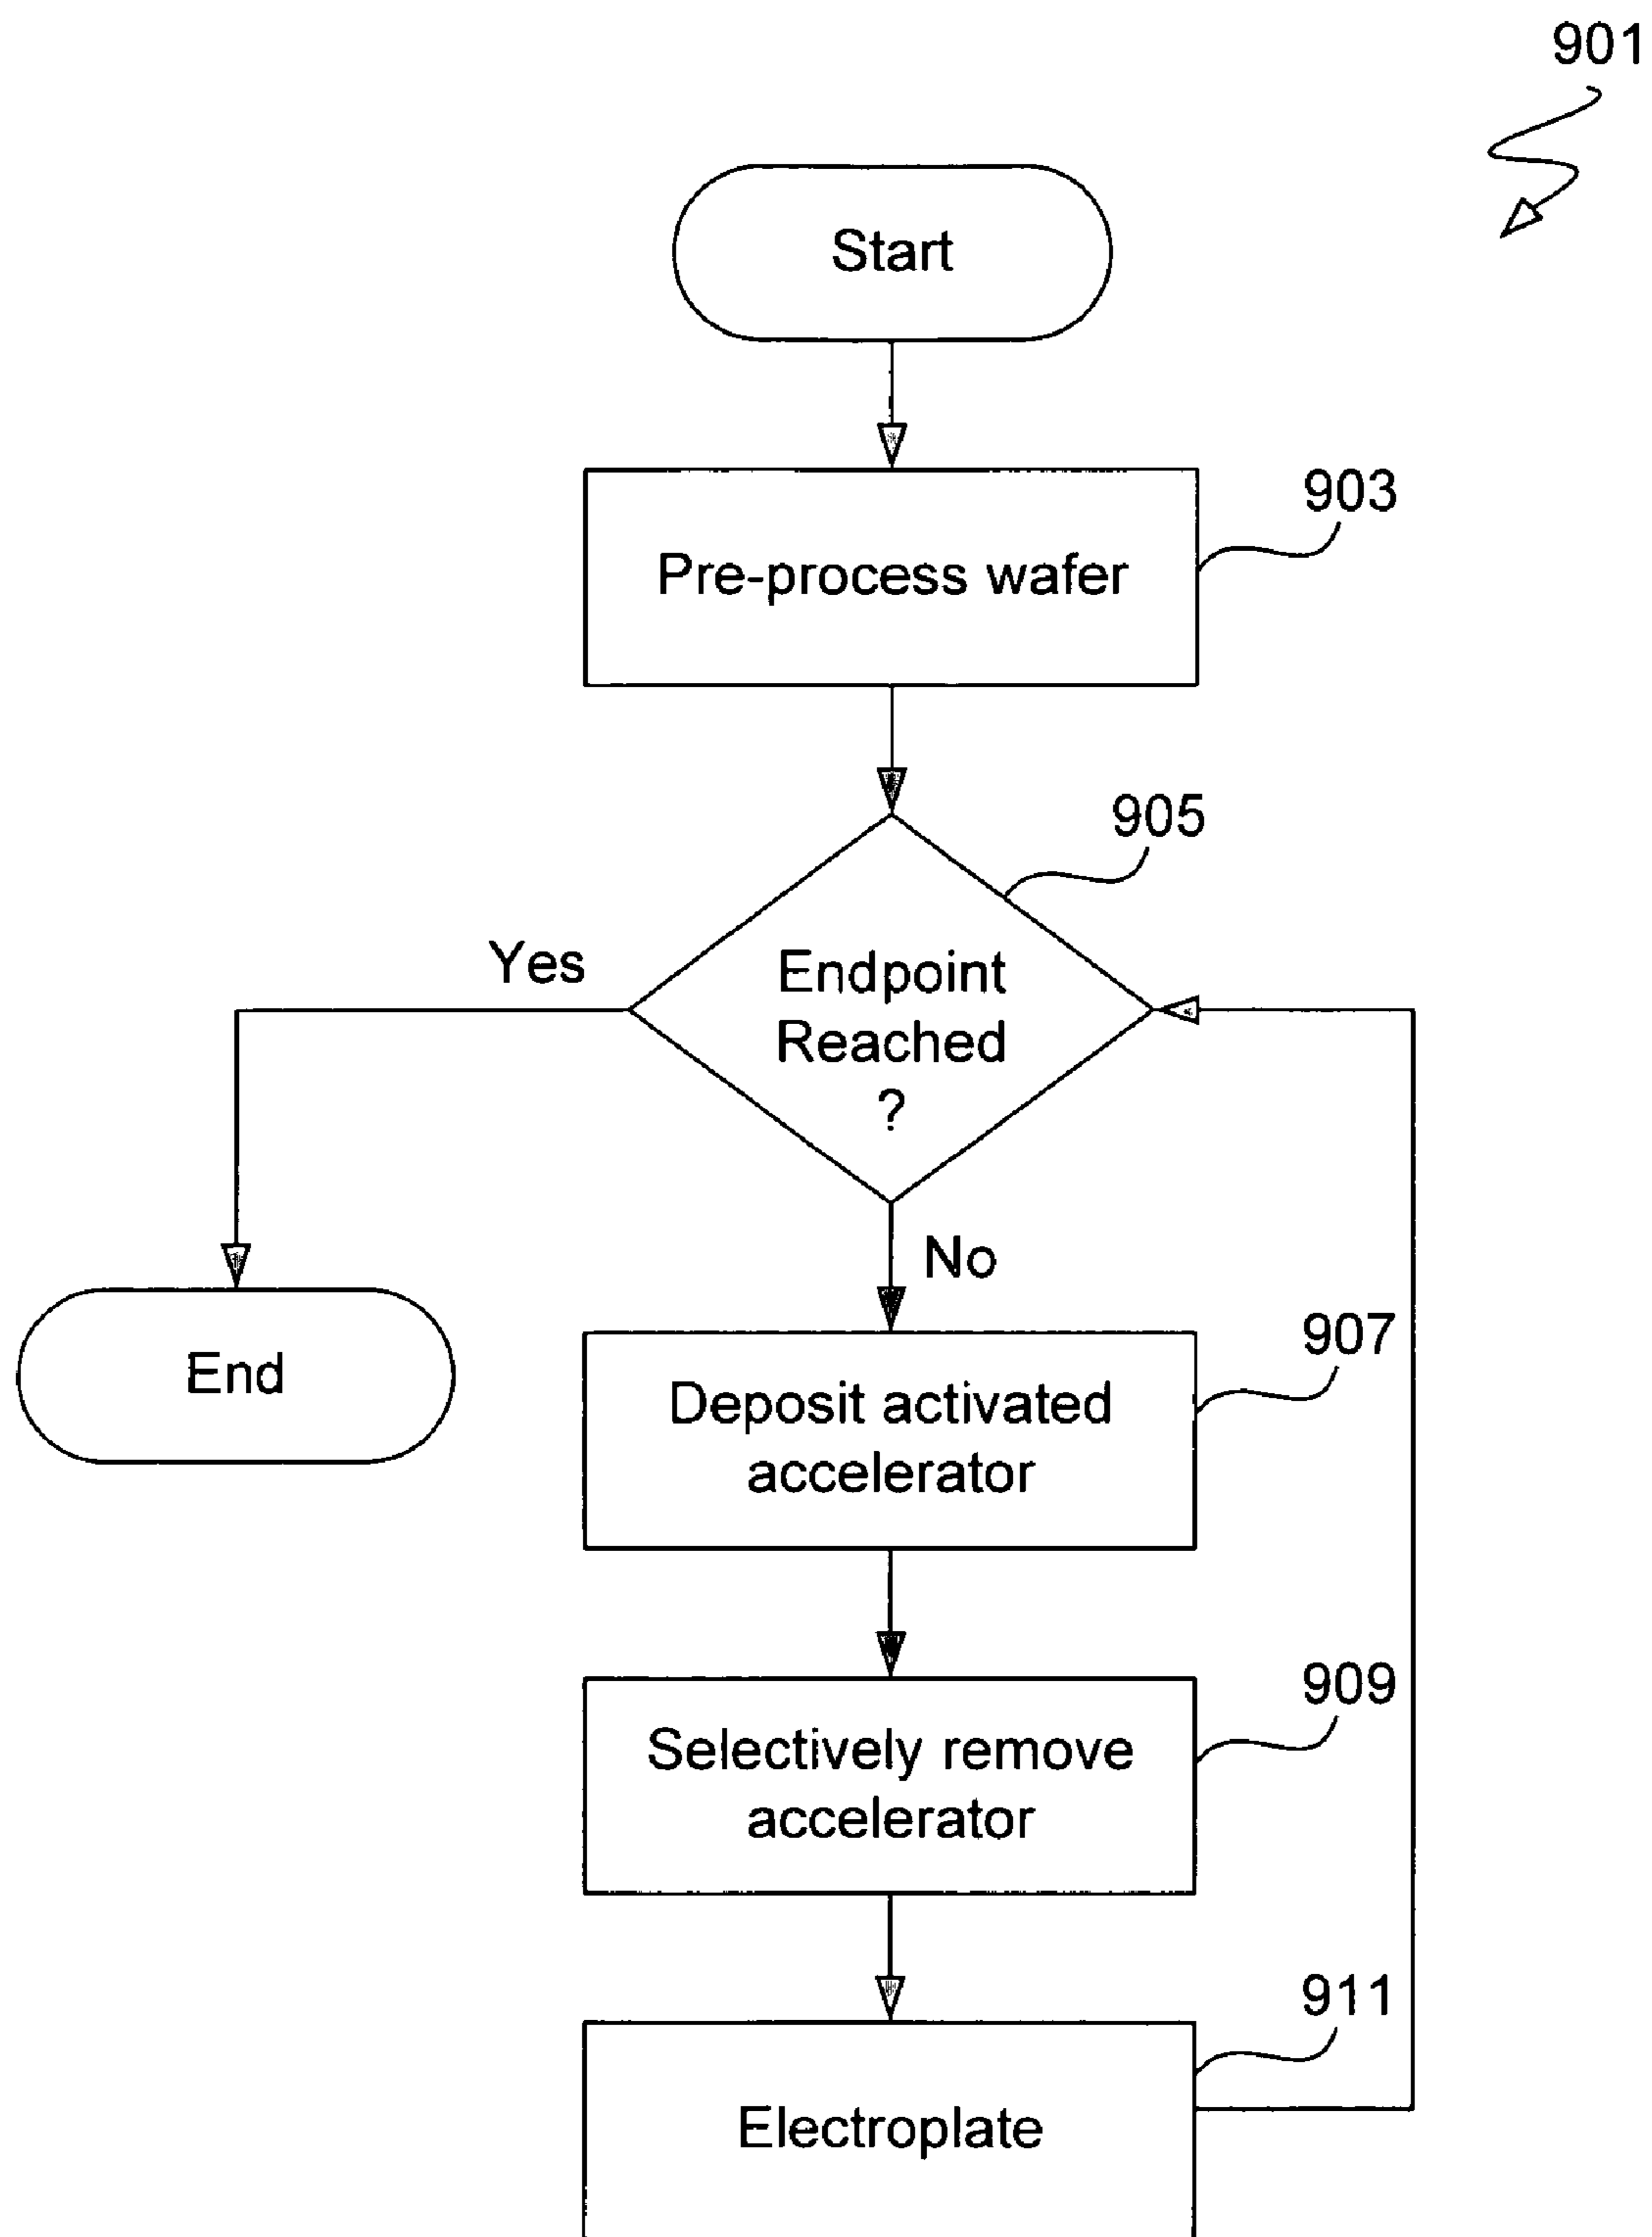 901
Start
903
Pre-process wafer
905
Yes
Endpoint
Reached
?
No
End
907
Deposit activated
accelerator
909
Selectively remove
accelerator
911
Electroplate